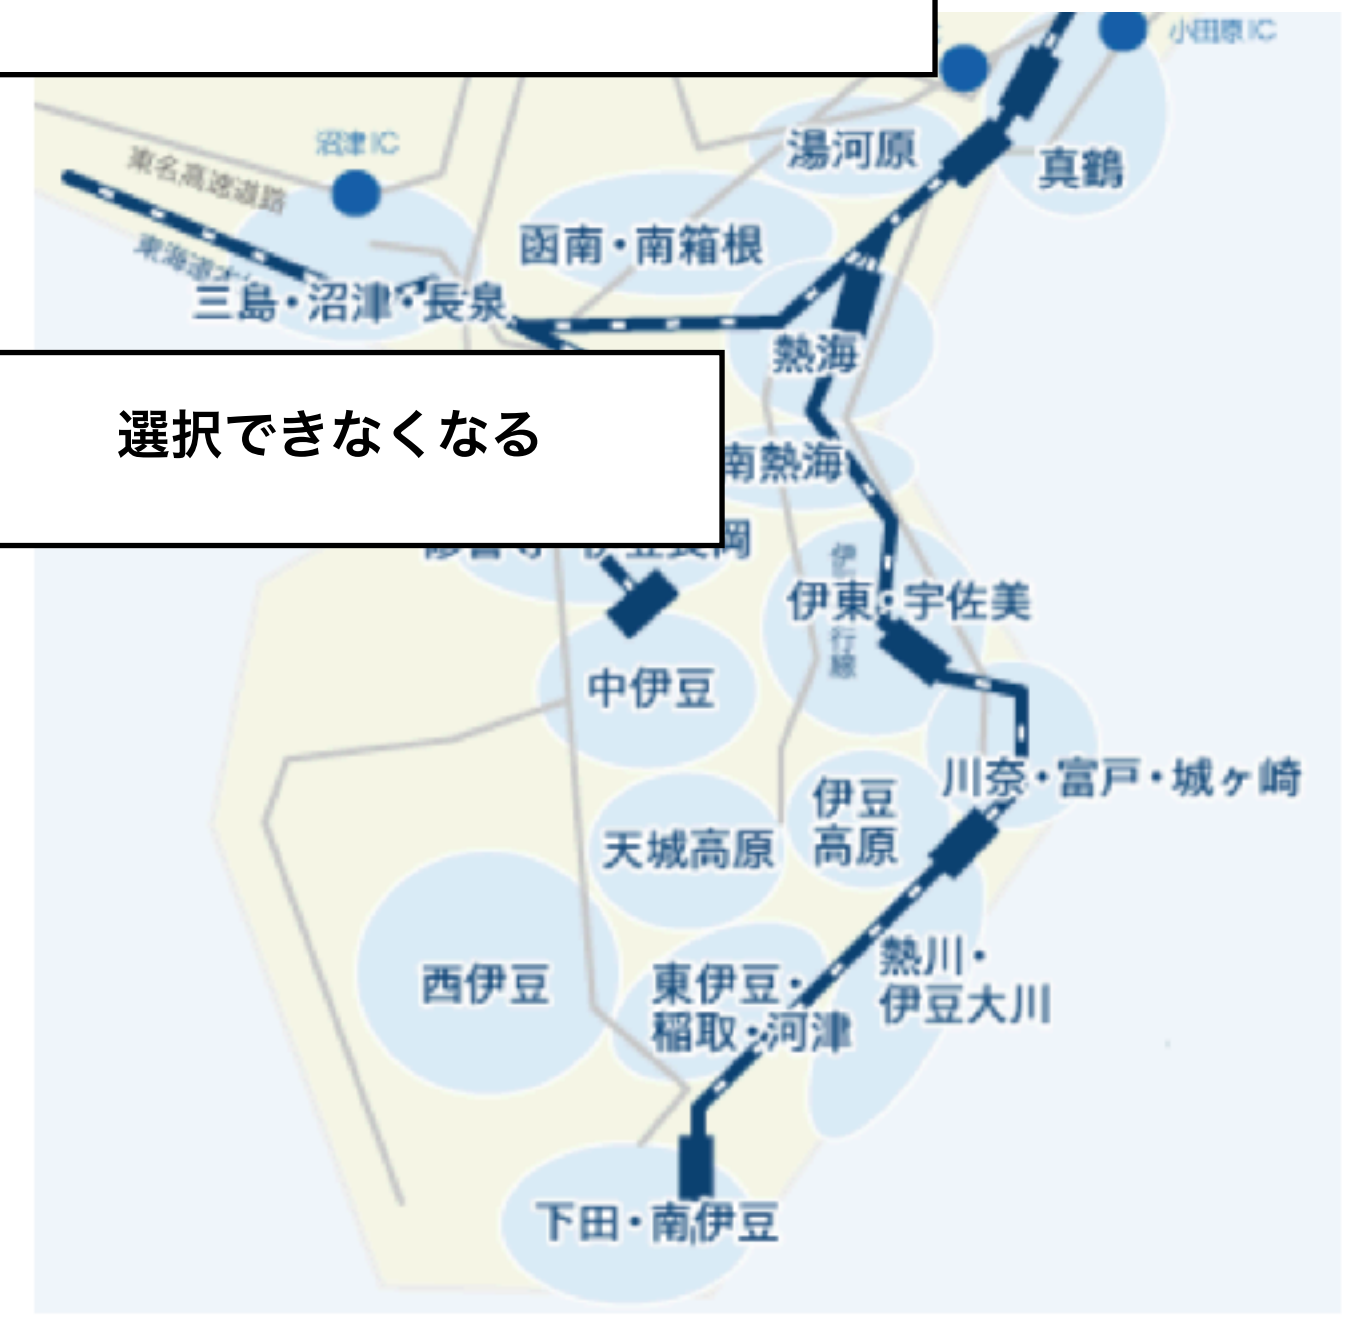 小田原IC
沼津IC
湯河原
真鶴
東名高速道路
函南・南箱根
三島・沼津・長泉
熱海
選択できなくなる
南熱海
伊東・宇佐美
中伊豆
川奈・富戸・城ヶ崎
伊豆
高原
天城高原
熱川・
伊豆大川
西伊豆
東伊豆・
稲取・河津
下田・南伊豆